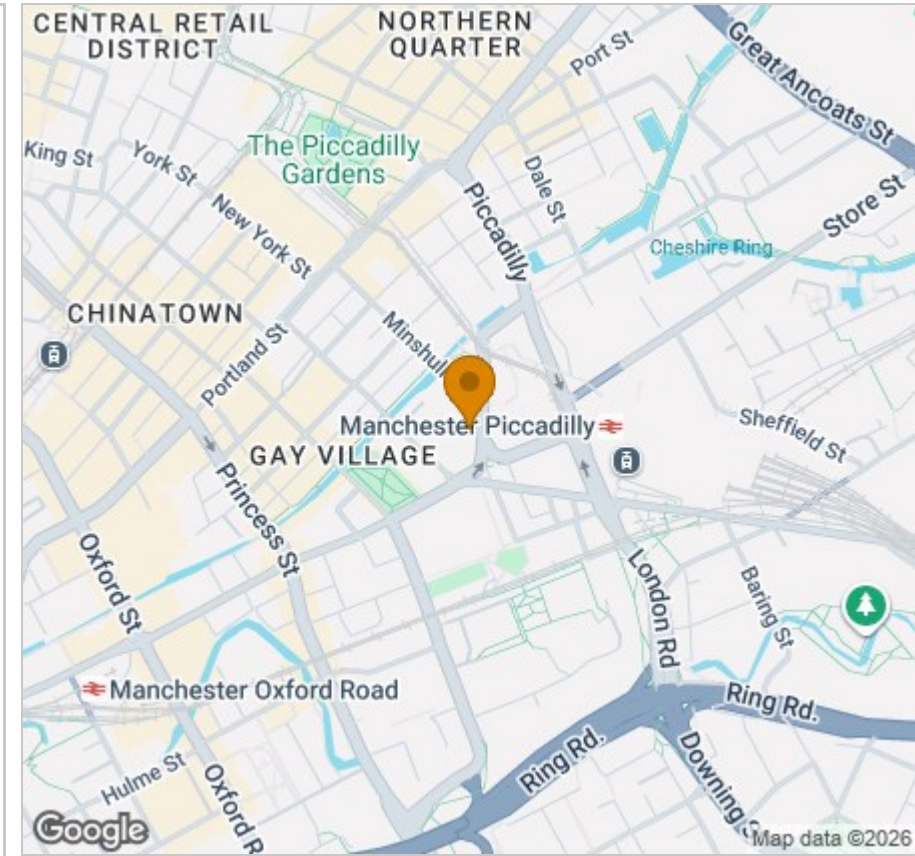 CENTRAL RETAIL
DISTRICT
NORTHERN
QUARTER
Port St
Great Ancoats St
King St
York St
The Piccadilly
Gardens
Dale St
Piccadilly
Store St
New York St
Cheshire Ring
CHINATOWN
Portland St
Minshull
Manchester Piccadilly
Sheffield St
GAY VILLAGE
Princess St
Oxford St
London Rd
Baring St
Manchester Oxford Road
Ring Rd.
Ring Rd.
Hulme St
Oxford R
Downing S
Google
Map data ©2026